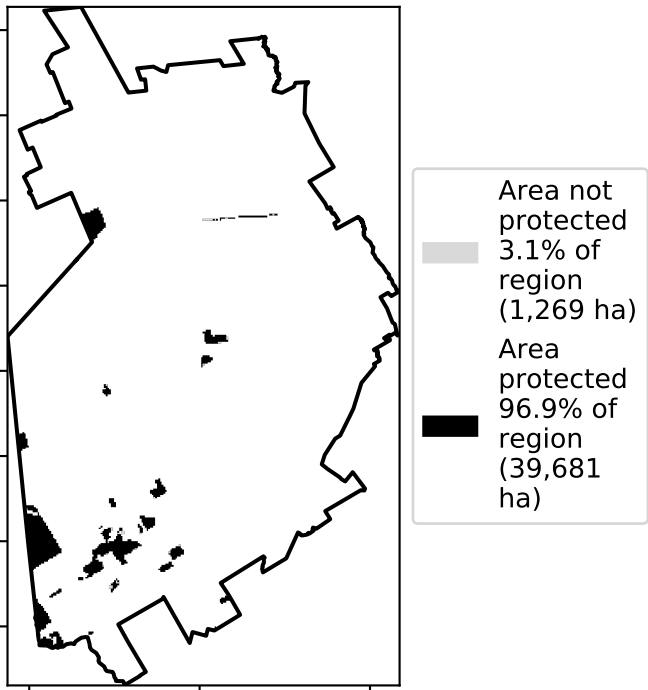 Area not
protected
3.1% of
region
(1,269 ha)
Area
protected
96.9% of
region
(39,681
ha)